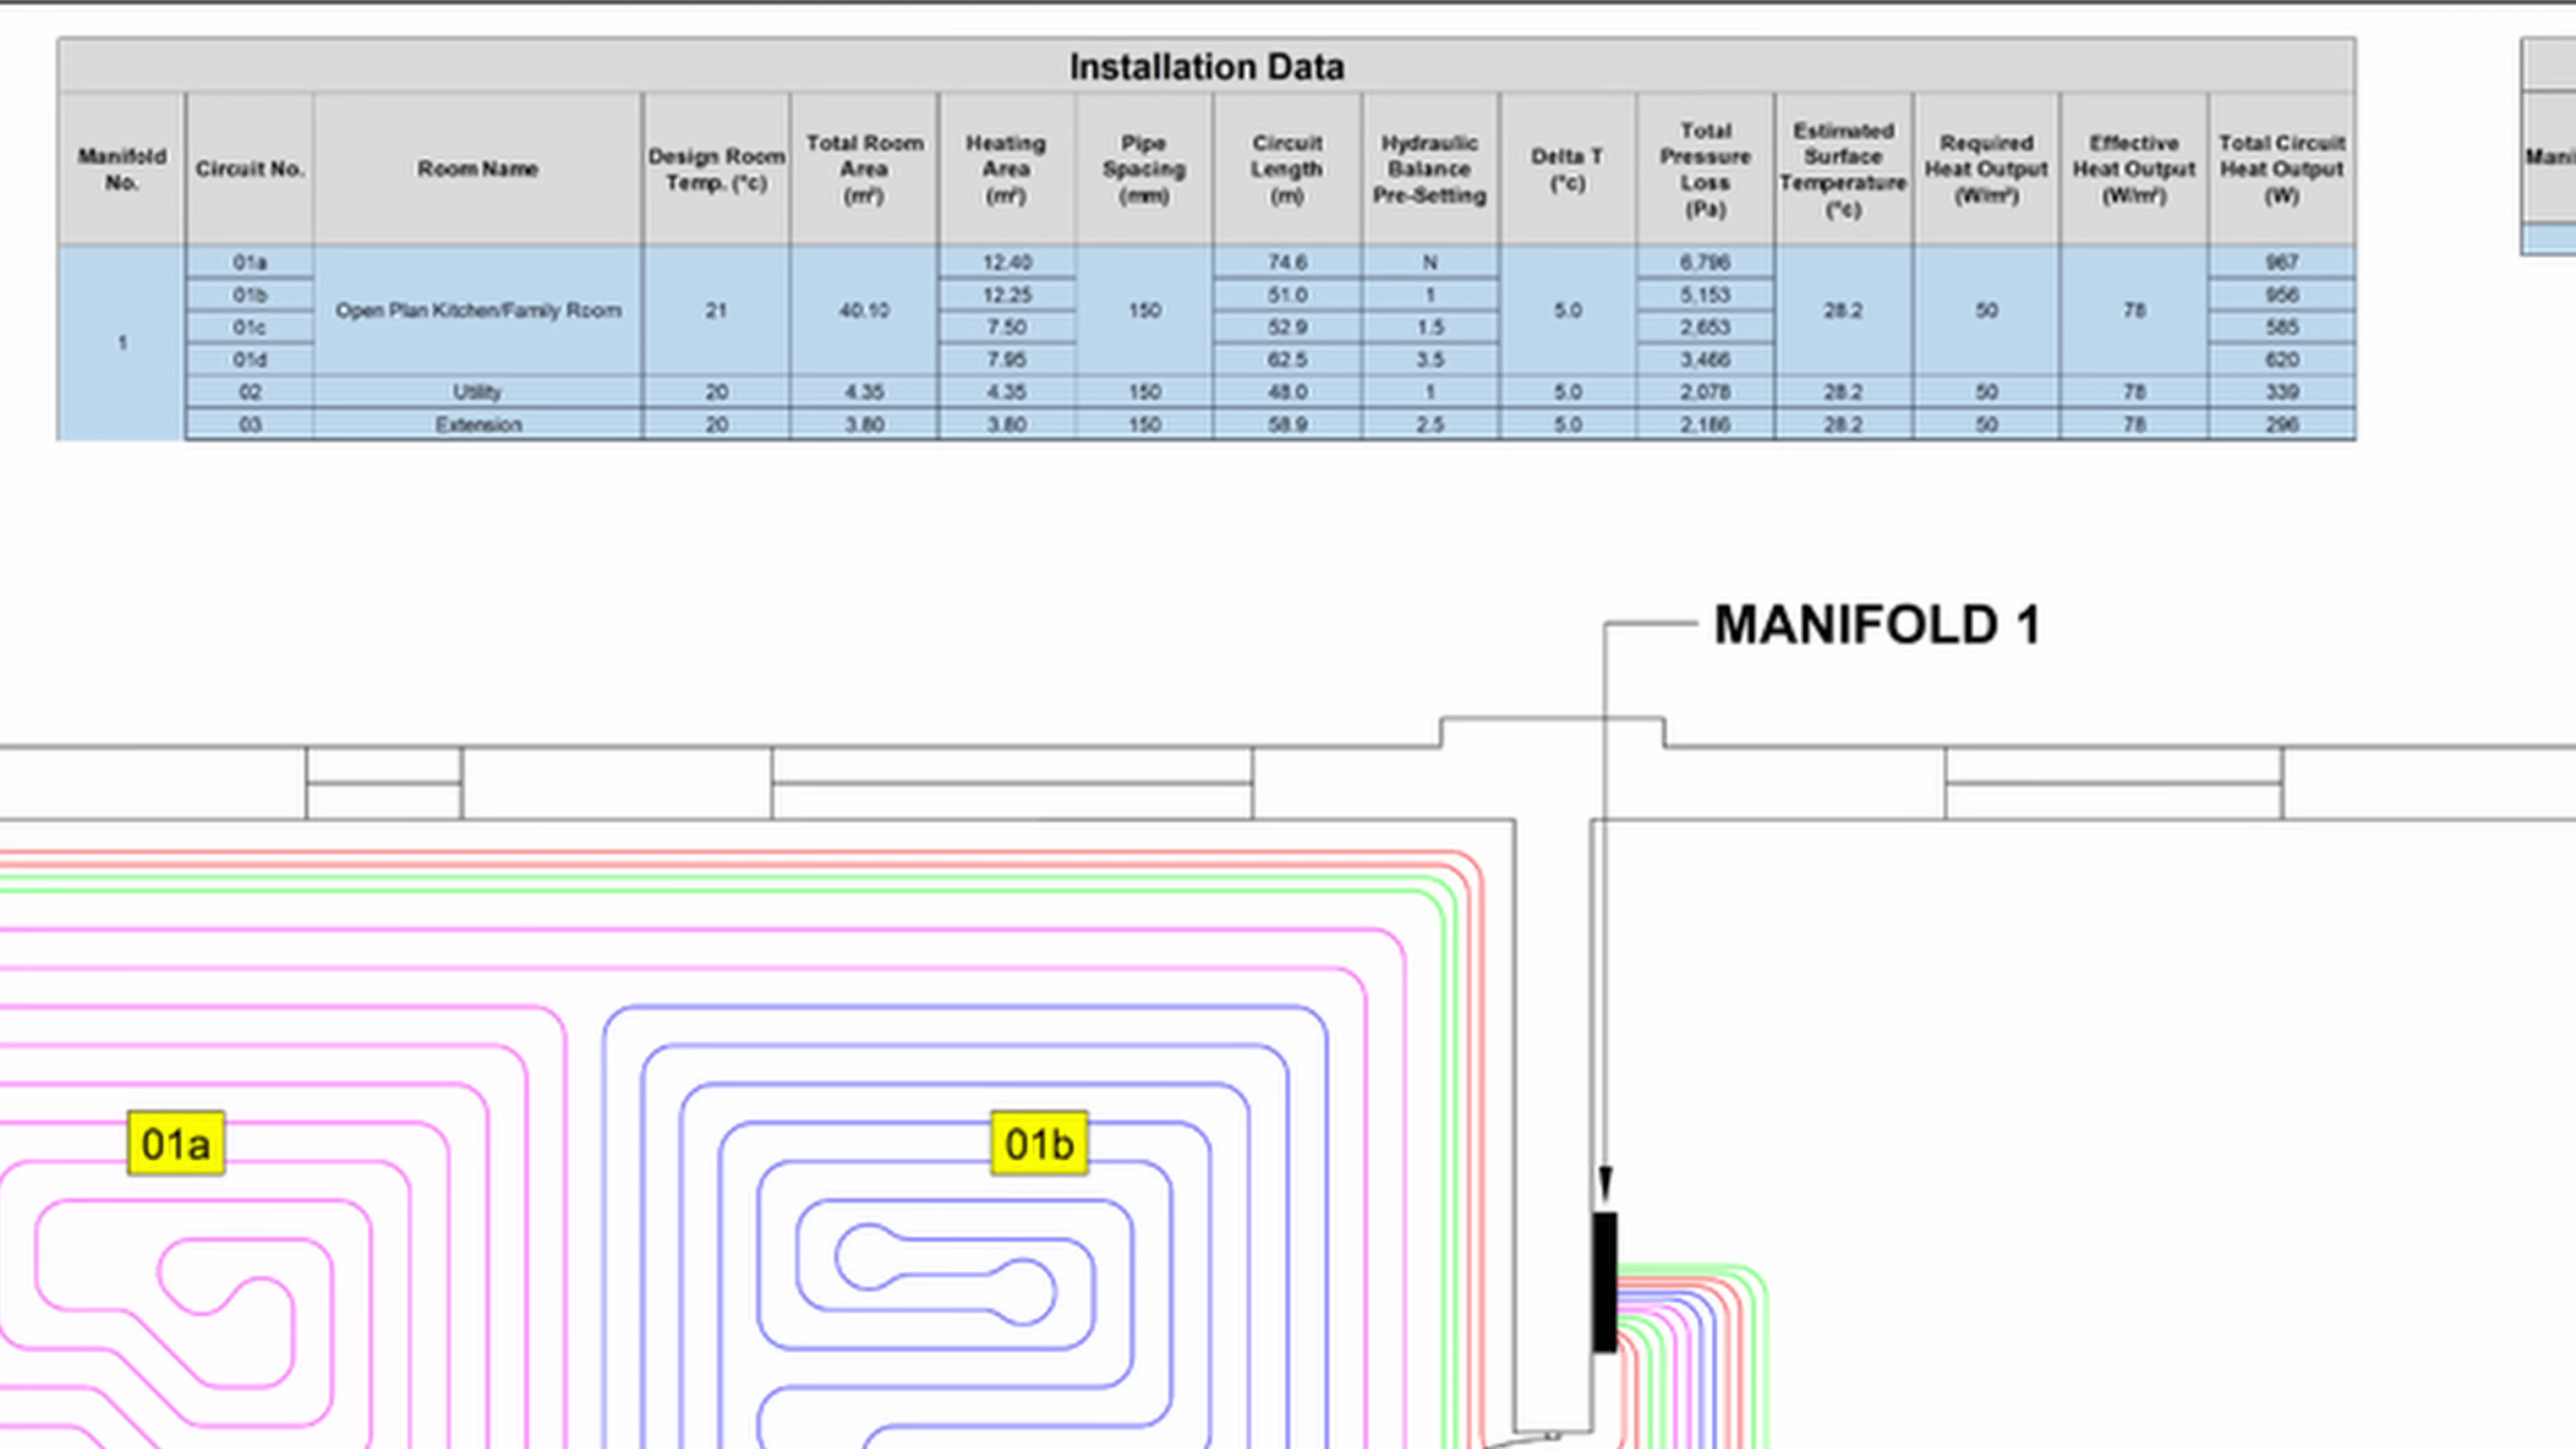 Installation Data
Manifold No. Circuit No. Room Name Design Room Temp. (°c) Total Room Area (m²) Heating Area (m²) Pipe Spacing (mm) Circuit Length (m) Hydraulic Balance Pre-Setting Delta T (°c) Total Pressure Loss (Pa) Estimated Surface Temperature (°c) Required Heat Output (W/m²) Effective Heat Output (W/m²) Total Circuit Heat Output (W)
1 01a Open Plan Kitchen/Family Room 21 40.10 12.40 150 74.6 N 5.0 6,796 28.2 50 78 967
01b 12.25 51.0 1 5,153 956
01c 7.50 52.9 1.5 2,653 585
01d 7.95 62.5 3.5 3,466 620
02 Utility 20 4.35 4.35 150 48.0 1 5.0 2,078 28.2 50 78 339
03 Extension 20 3.80 3.80 150 58.9 2.5 5.0 2,186 28.2 50 78 296
MANIFOLD 1
01a
01b